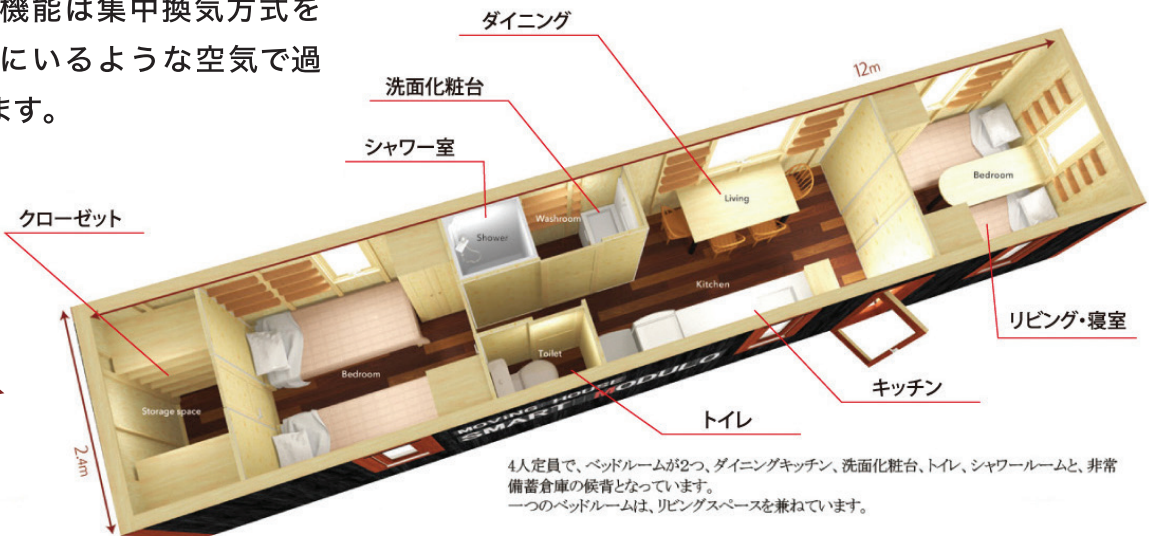 機能は集中換気方式を
にいるような空気で過
ます。
ダイニング
洗面化粧台
シャワー室
クローゼット
12m
2.4m
Shower
Washroom
Living
Bedroom
Kitchen
Toilet
Bedroom
Storage space
リビング・寝室
キッチン
トイレ
MOVING HOUSE
SMART MODULO
4人定員で、ベッドルームが2つ、ダイニングキッチン、洗面化粧台、トイレ、シャワールームと、非常
備蓄倉庫の候背となっています。
一つのベッドルームは、リビングスペースを兼ねています。